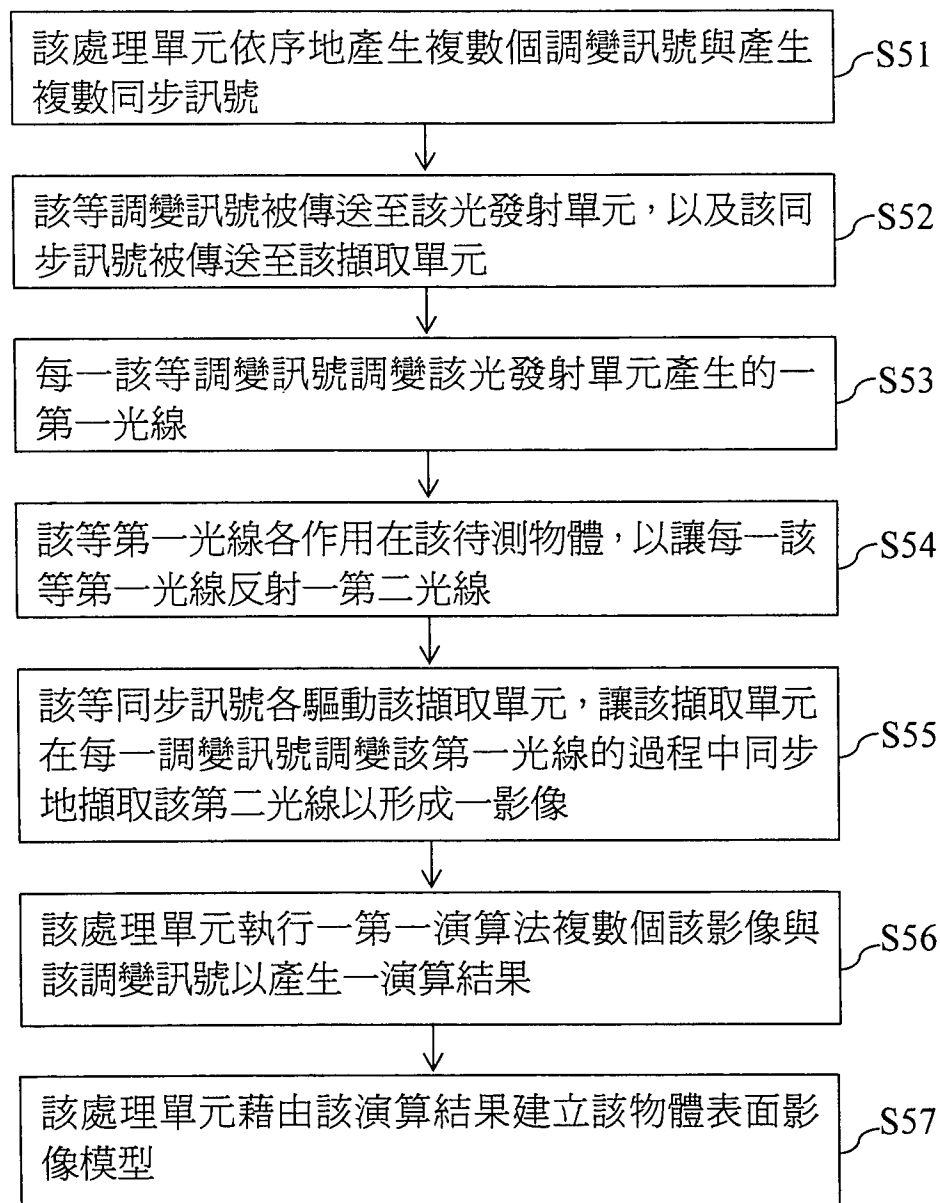 該處理單元依序地產生複數個調變訊號與產生
複數同步訊號
S51
該等調變訊號被傳送至該光發射單元，以及該同
步訊號被傳送至該擷取單元
S52
每一該等調變訊號調變該光發射單元產生的一
第一光線
S53
該等第一光線各作用在該待測物體，以讓每一該
等第一光線反射一第二光線
S54
該等同步訊號各驅動該擷取單元，讓該擷取單元
在每一調變訊號調變該第一光線的過程中同步
地擷取該第二光線以形成一影像
S55
該處理單元執行一第一演算法複數個該影像與
該調變訊號以產生一演算結果
S56
該處理單元藉由該演算結果建立該物體表面影
像模型
S57